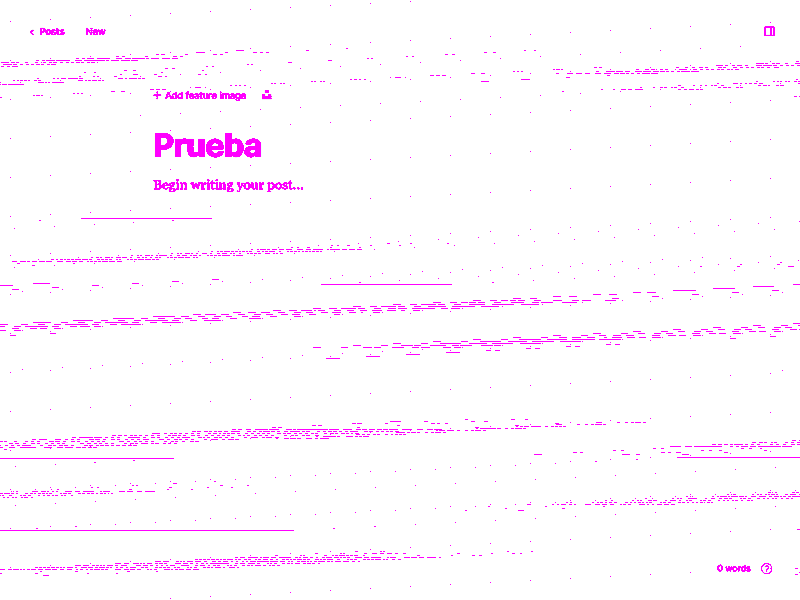 ‹ Posts New
+ Add feature image
Prueba
Begin writing your post...
0 words ?